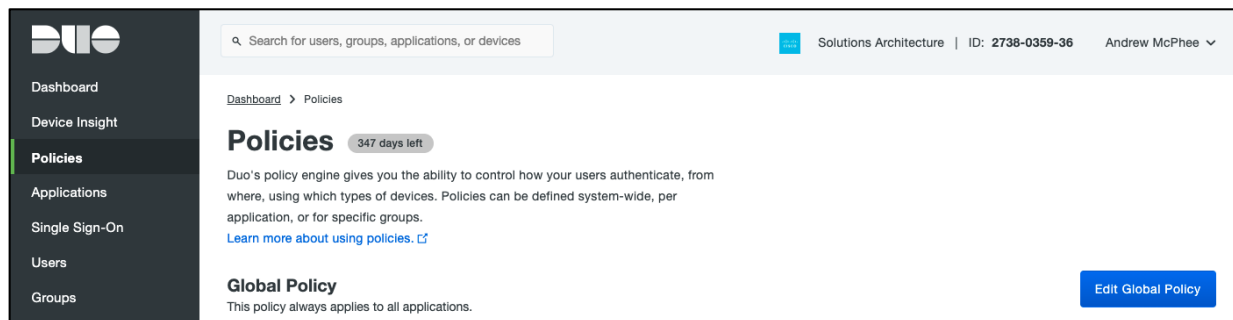 DUO
Search for users, groups, applications, or devices
Solutions Architecture | ID: 2738-0359-36
Andrew McPhee
Dashboard
Device Insight
Policies
Applications
Single Sign-On
Users
Groups
Dashboard > Policies
Policies 347 days left
Duo's policy engine gives you the ability to control how your users authenticate, from
where, using which types of devices. Policies can be defined system-wide, per
application, or for specific groups.
Learn more about using policies.
Global Policy
This policy always applies to all applications.
Edit Global Policy